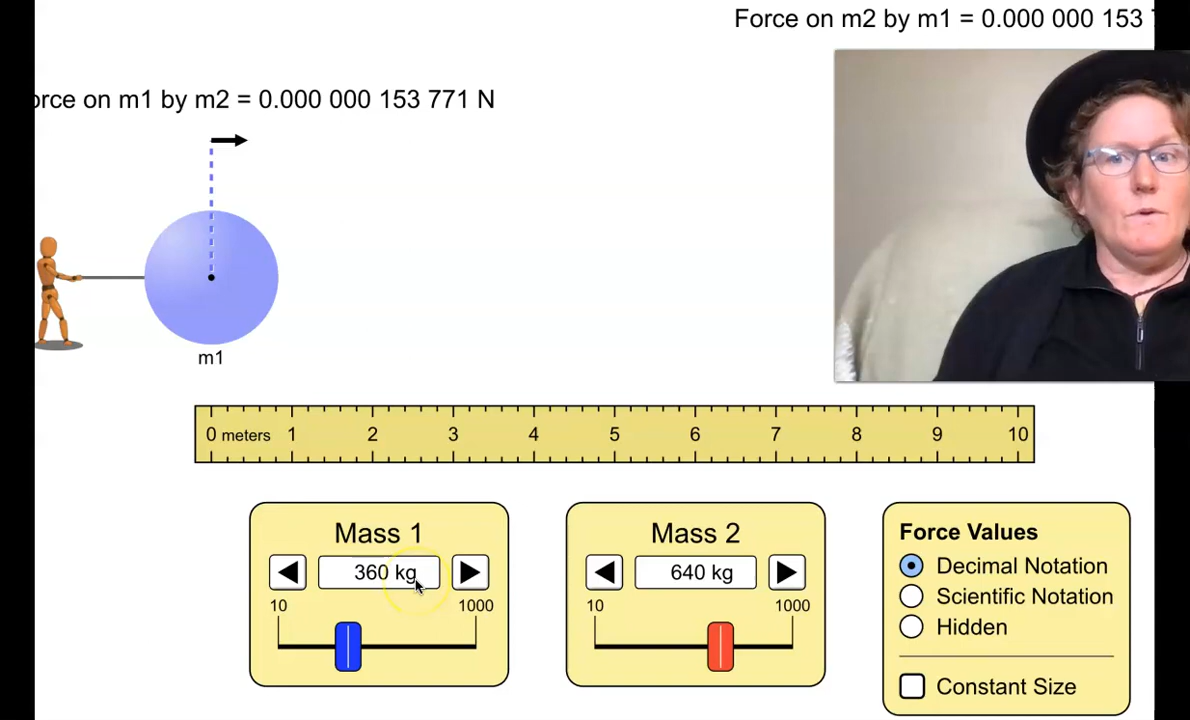 Force on m2 by m1 = 0.000 000 153
orce on m1 by m2 = 0.000 000 153 771 N
m1
0 meters 1 2 3 4 5 6 7 8 9 10
Mass 1
360 kg
10 1000
Mass 2
640 kg
10 1000
Force Values
Decimal Notation
Scientific Notation
Hidden
Constant Size